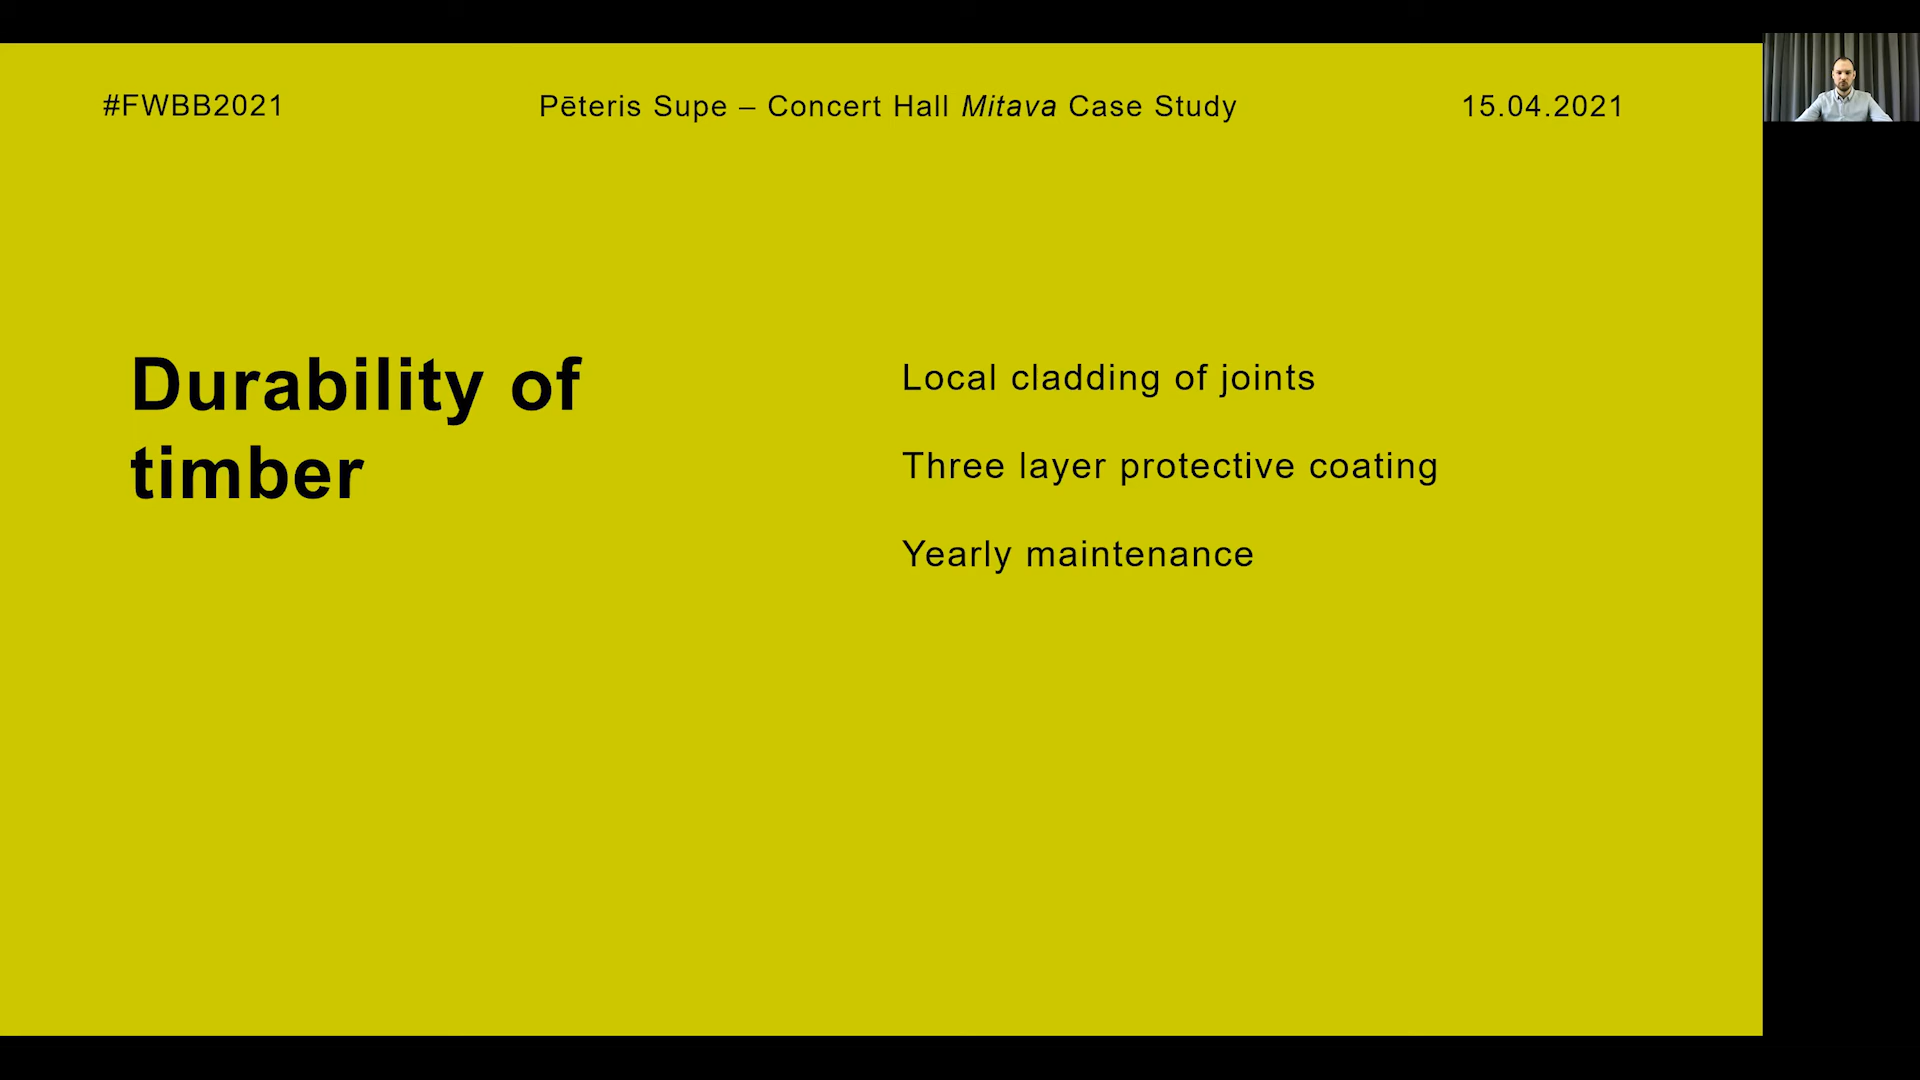 #FWBB2021
Pēteris Supe – Concert Hall Mitava Case Study
15.04.2021
Durability of
timber
Local cladding of joints
Three layer protective coating
Yearly maintenance